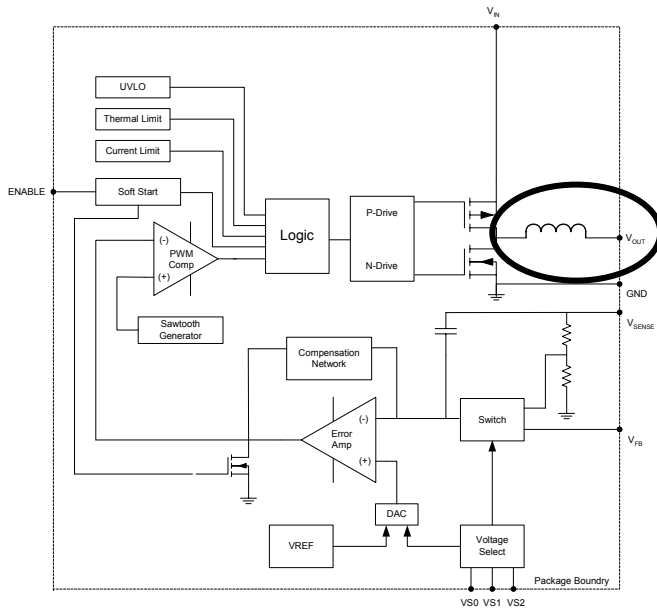 VIN
UVLO
Thermal Limit
Current Limit
ENABLE
Soft Start
P-Drive
Logic
(-)
PWM
Comp
(+)
N-Drive
VOUT
GND
Sawtooth
Generator
VSENSE
Compensation
Network
(-)
Switch
Error
Amp
VFB
(+)
DAC
VREF
Voltage
Select
Package Boundry
VS0 VS1 VS2